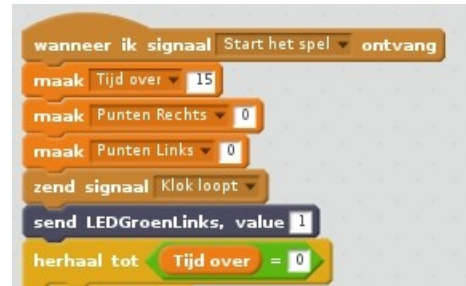 wanneer ik signaal Start het spel ontvang
maak Tijd over 15
maak Punten Rechts 0
maak Punten Links 0
zend signaal Klok loopt
send LEDGroenLinks, value 1
herhaal tot Tijd over = 0